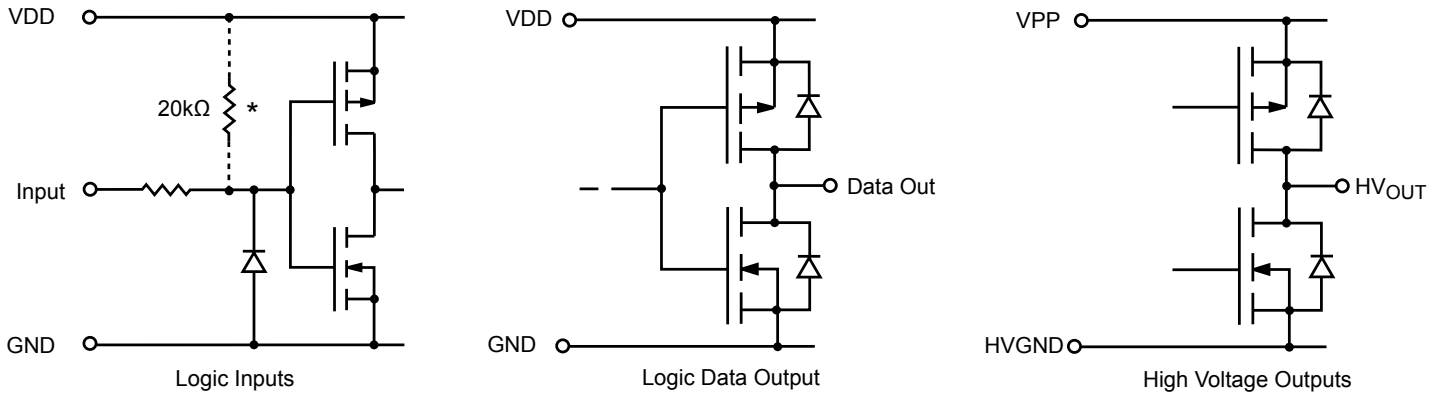 VDD
20kΩ *
Input
GND
Logic Inputs
VDD
Data Out
GND
Logic Data Output
VPP
HVOUT
HVGND
High Voltage Outputs